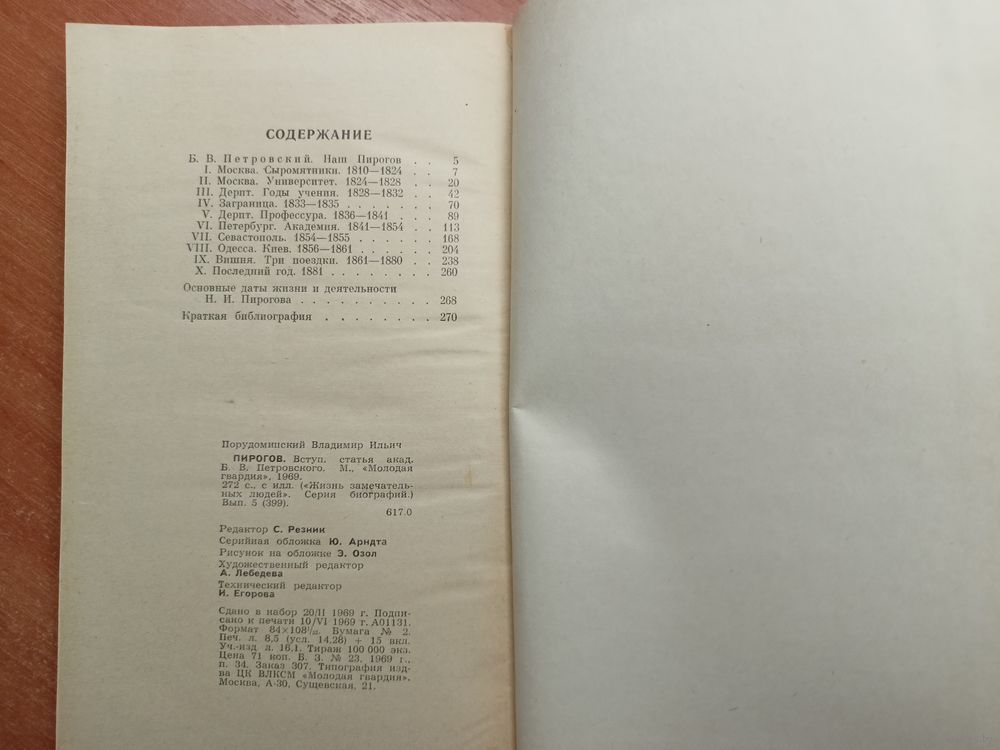 СОДЕРЖАНИЕ
Б. В. Петровский. Наш Пирогов . . 5
I. Москва. Сыромятники. 1810—1824 . . 7
II. Москва. Университет. 1824—1828 . . 20
III. Дерпт. Годы учения. 1828—1832 . . 42
IV. Заграница. 1833—1835 . . . . . . . 70
V. Дерпт. Профессура. 1836—1841 . . . 89
VI. Петербург. Академия. 1841—1854 . . 113
VII. Севастополь. 1854—1855 . . . . . . 168
VIII. Одесса. Киев. 1856—1861 . . . . . . 204
IX. Вишня. Три поездки. 1861—1880 . . 238
X. Последний год. 1881 . . . . . . . . 260
Основные даты жизни и деятельности
Н. И. Пирогова . . . . . . . . . . 268
Краткая библиография . . . . . . . . 270
Порудоминский Владимир Ильич
ПИРОГОВ. Вступ. статья акад.
Б. В. Петровского. М., «Молодая
гвардия», 1969.
272 с., с илл. («Жизнь замечатель-
ных людей». Серия биографий.)
Вып. 5 (399).
617.0
Редактор С. Резник
Серийная обложка Ю. Арндта
Рисунок на обложке Э. Озол
Художественный редактор
А. Лебедева
Технический редактор
И. Егорова
Сдано в набор 20/II 1969 г. Подпи-
сано к печати 10/VI 1969 г. А01131.
Формат 84×108¹/₃₂. Бумага № 2.
Печ. л. 8,5 (усл. 14,28) + 15 вкл.
Уч.-изд. л. 16,1. Тираж 100 000 экз.
Цена 71 коп. Б. З. № 23, 1969 г.,
п. 34. Заказ 307. Типография изд-
ва ЦК ВЛКСМ «Молодая гвардия».
Москва, А-30, Сущевская, 21.